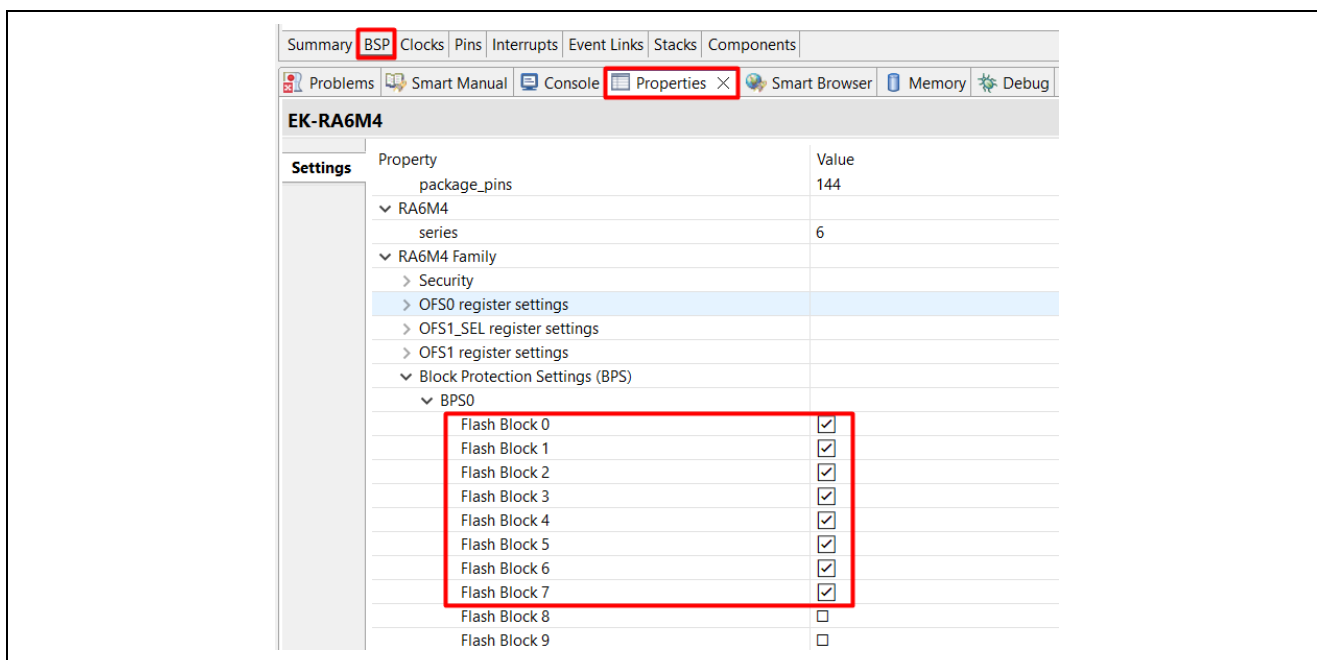 Summary BSP Clocks Pins Interrupts Event Links Stacks Components
Problems Smart Manual Console Properties Smart Browser Memory Debug
EK-RA6M4
Settings
Property Value
package_pins 144
RA6M4
series 6
RA6M4 Family
Security
OFS0 register settings
OFS1_SEL register settings
OFS1 register settings
Block Protection Settings (BPS)
BPS0
Flash Block 0
Flash Block 1
Flash Block 2
Flash Block 3
Flash Block 4
Flash Block 5
Flash Block 6
Flash Block 7
Flash Block 8
Flash Block 9